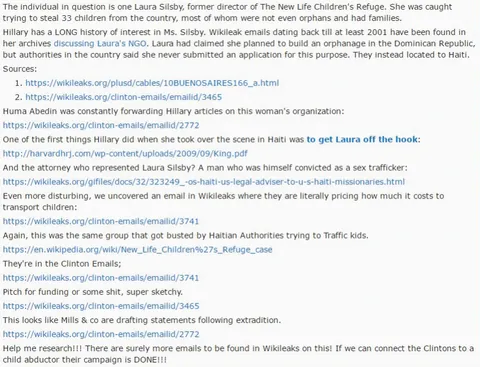 The individual in question is one Laura Silsby, former director of The New Life Children's Refuge. She was caught
trying to steal 33 children from the country, most of whom were not even orphans and had families.
Hillary has a LONG history of interest in Ms. Silsby. Wikileak emails dating back till at least 2001 have been found in
her archives discussing Laura's NGO. Laura had claimed she planned to build an orphanage in the Dominican Republic,
but authorities in the country said she never submitted an application for this purpose. They instead located to Haiti.
Sources:
1. https://wikileaks.org/plusd/cables/10BUENOSAIRES166_a.html
2. https://wikileaks.org/clinton-emails/emailid/3465
Huma Abedin was constantly forwarding Hillary articles on this woman's organization:
https://wikileaks.org/clinton-emails/emailid/2772
One of the first things Hillary did when she took over the scene in Haiti was to get Laura off the hook:
http://harvardhrj.com/wp-content/uploads/2009/09/King.pdf
And the attorney who represented Laura Silsby? A man who was himself convicted as a sex trafficker:
https://wikileaks.org/gifiles/docs/32/323249_-os-haiti-us-legal-adviser-to-u-s-haiti-missionaries.html
Even more disturbing, we uncovered an email in Wikileaks where they are literally pricing how much it costs to
transport children:
https://wikileaks.org/clinton-emails/emailid/3741
Again, this was the same group that got busted by Haitian Authorities trying to Traffic kids.
https://en.wikipedia.org/wiki/New_Life_Children%27s_Refuge_case
They're in the Clinton Emails;
https://wikileaks.org/clinton-emails/emailid/3741
Pitch for funding or some shit, super sketchy.
https://wikileaks.org/clinton-emails/emailid/3465
This looks like Mills & co are drafting statements following extradition.
https://wikileaks.org/clinton-emails/emailid/2772
Help me research!!! There are surely more emails to be found in Wikileaks on this! If we can connect the Clintons to a
child abductor their campaign is DONE!!!